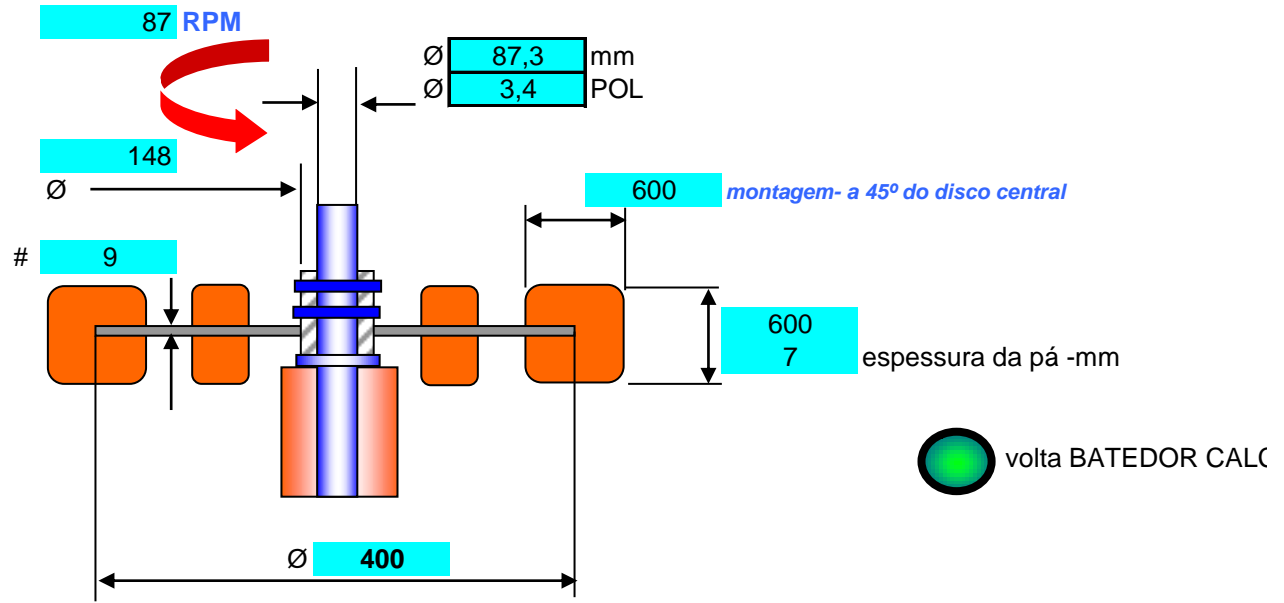 87 RPM
Ø 87,3 mm
Ø 3,4 POL
148
Ø
600 montagem- a 45º do disco central
# 9
600
7 espessura da pá -mm
volta BATEDOR CALC
Ø 400